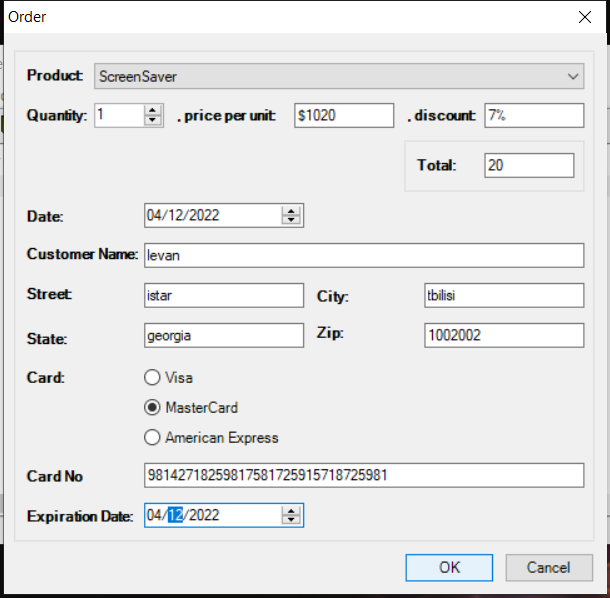 Order
Product: ScreenSaver
Quantity: 1 . price per unit: $1020 . discount: 7%
Total: 20
Date: 04/12/2022
Customer Name: levan
Street: istar City: tbilisi
State: georgia Zip: 1002002
Card: Visa
MasterCard
American Express
Card No 98142718259817581725915718725981
Expiration Date: 04/12/2022
OK Cancel